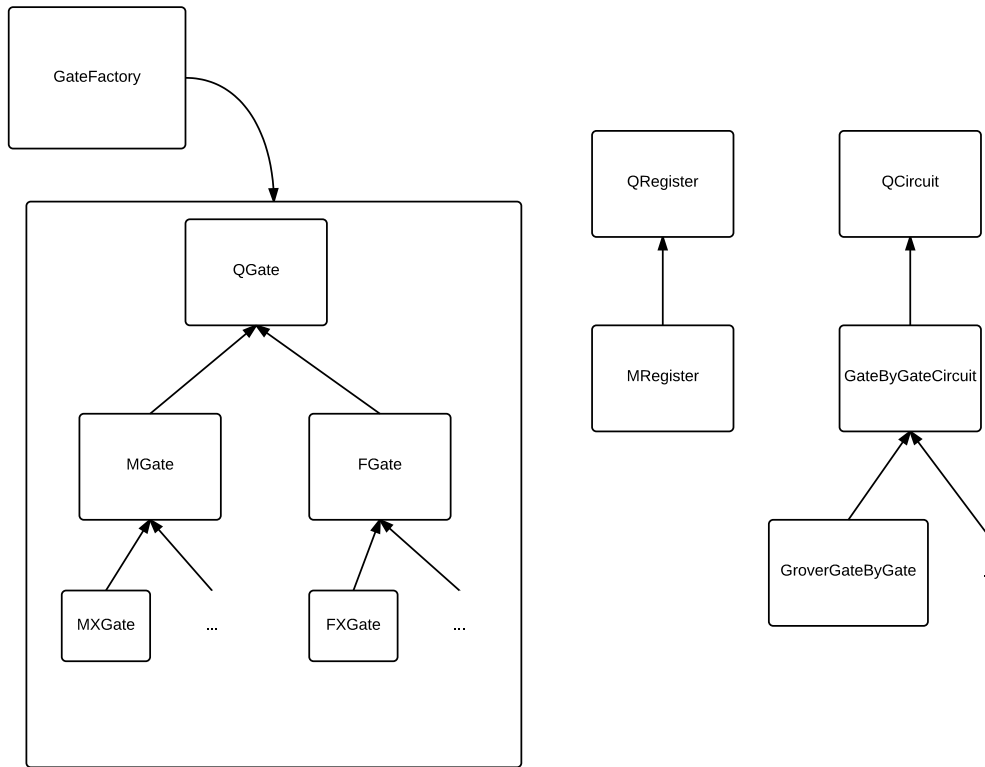 GateFactory
QRegister
QCircuit
QGate
MRegister
GateByGateCircuit
MGate
FGate
GroverGateByGate
MXGate
...
FXGate
...